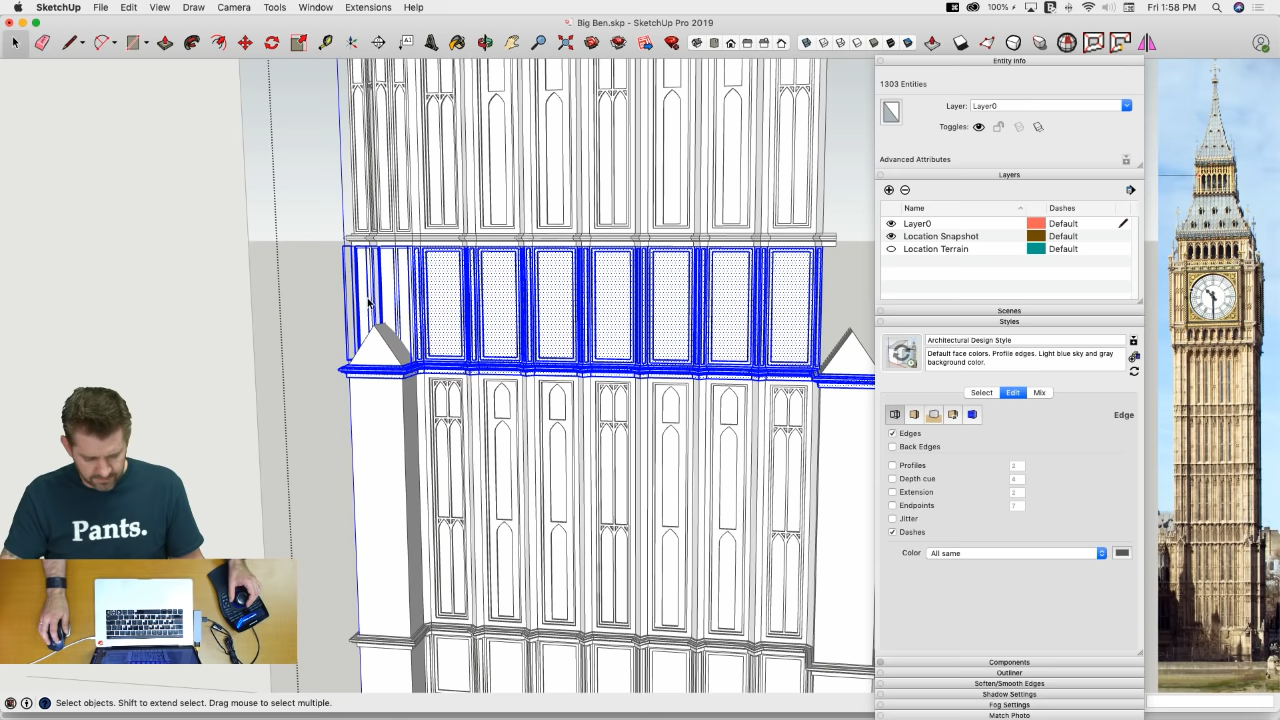 SketchUp File Edit View Draw Camera Tools Window Extensions Help 100% Fri 1:58 PM
Big Ben.skp - SketchUp Pro 2019
Entity Info
1303 Entities
Layer: Layer0
Toggles:
Advanced Attributes
Layers
Name Dashes
Layer0 Default
Location Snapshot Default
Location Terrain Default
Scenes
Styles
Architectural Design Style
Default face colors. Profile edges. Light blue sky and gray
background color.
Select Edit Mix
Edge
Edges
Back Edges
Profiles 2
Depth cue 4
Extension 2
Endpoints 7
Jitter
Dashes
Color All same
Pants.
Components
Outliner
Soften/Smooth Edges
Shadow Settings
Fog Settings
Match Photo
Select objects. Shift to extend select. Drag mouse to select multiple.